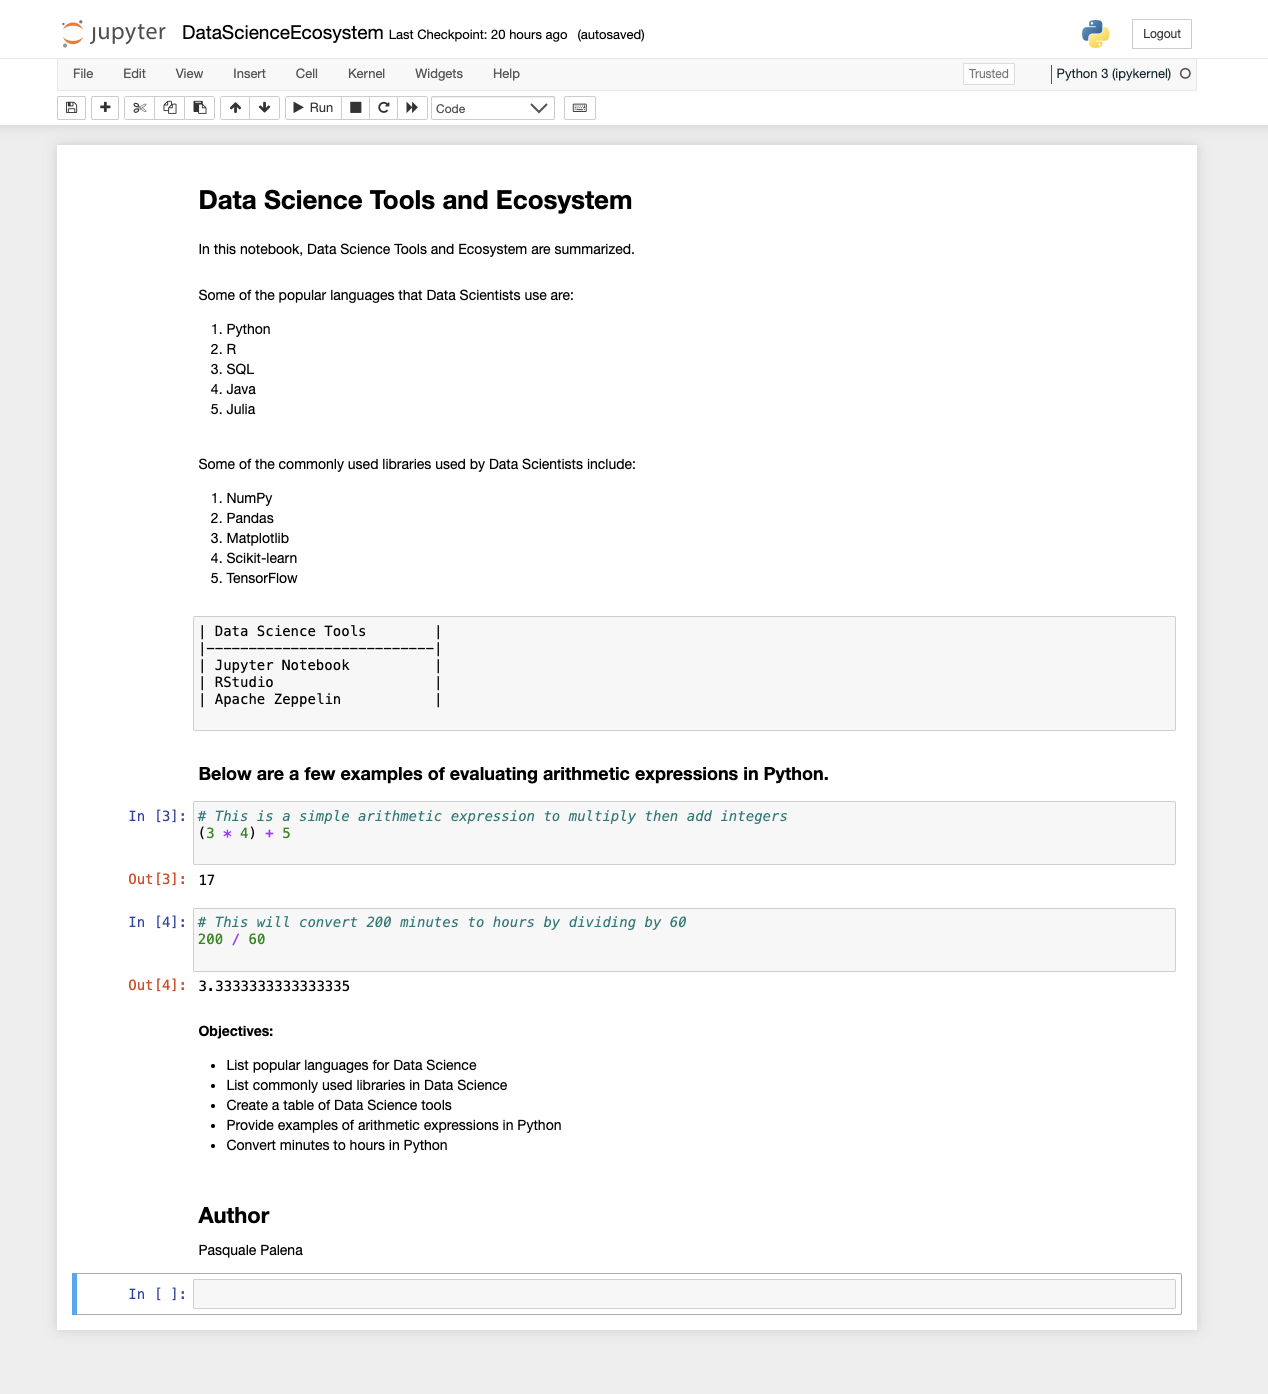 jupyter DataScienceEcosystem Last Checkpoint: 20 hours ago (autosaved) Logout
File Edit View Insert Cell Kernel Widgets Help Trusted Python 3 (ipykernel)
Run Code
Data Science Tools and Ecosystem
In this notebook, Data Science Tools and Ecosystem are summarized.
Some of the popular languages that Data Scientists use are:
1. Python
2. R
3. SQL
4. Java
5. Julia
Some of the commonly used libraries used by Data Scientists include:
1. NumPy
2. Pandas
3. Matplotlib
4. Scikit-learn
5. TensorFlow
| Data Science Tools        |
|---------------------------|
| Jupyter Notebook          |
| RStudio                   |
| Apache Zeppelin           |
Below are a few examples of evaluating arithmetic expressions in Python.
In [3]: # This is a simple arithmetic expression to multiply then add integers
(3 * 4) + 5
Out[3]: 17
In [4]: # This will convert 200 minutes to hours by dividing by 60
200 / 60
Out[4]: 3.3333333333333335
Objectives:
• List popular languages for Data Science
• List commonly used libraries in Data Science
• Create a table of Data Science tools
• Provide examples of arithmetic expressions in Python
• Convert minutes to hours in Python
Author
Pasquale Palena
In [ ]: